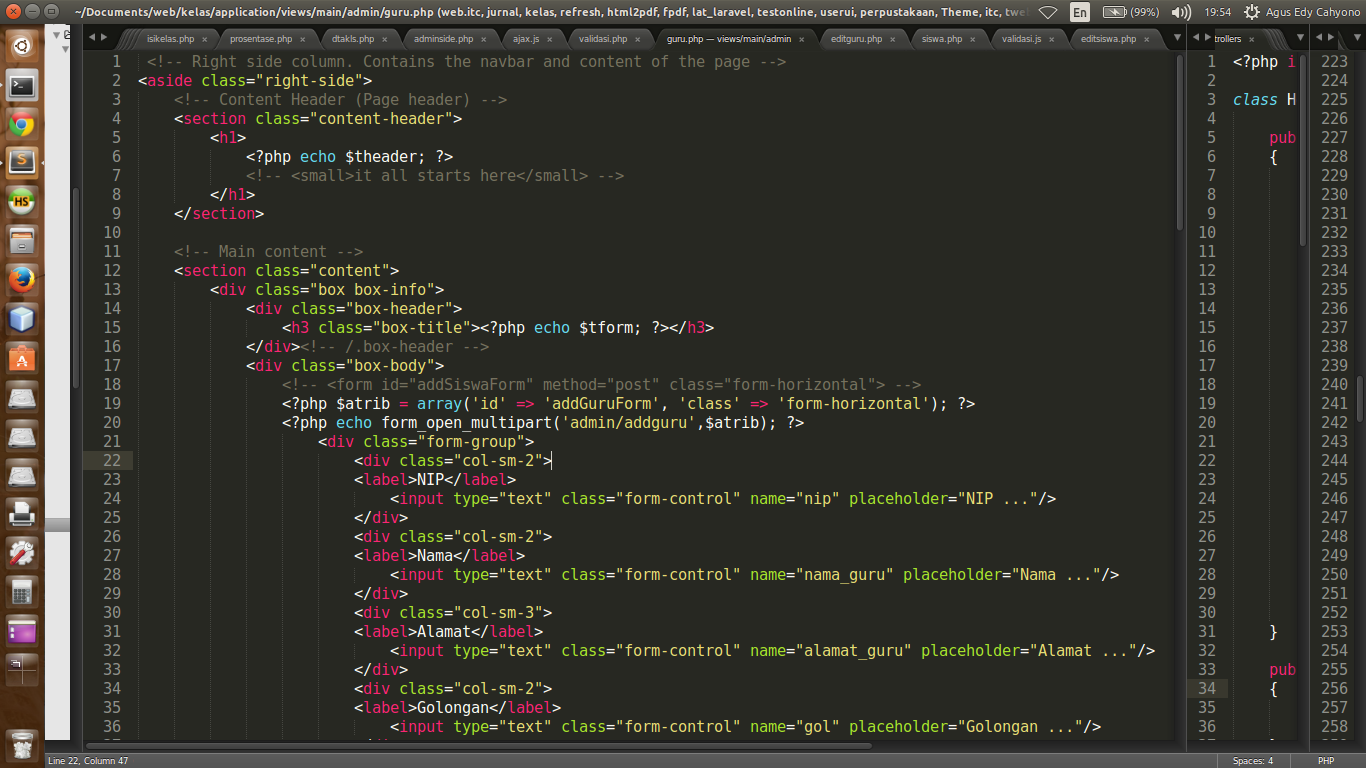 ~/Documents/web/kelas/application/views/main/admin/guru.php (web.itc, jurnal, kelas, refresh, html2pdf, fpdf, lat_laravel, testonline, userui, perpustakaan, Theme, itc, twe
En (99%) 19:54 Agus Edy Cahyono
isikelas.php × prosentase.php × dtakls.php × adminside.php × ajax.js × validasi.php × guru.php — views/main/admin × editguru.php × siswa.php × validasi.js × editsiswa.php × trollers ×
1 <!-- Right side column. Contains the navbar and content of the page -->
2 <aside class="right-side">
3 <!-- Content Header (Page header) -->
4 <section class="content-header">
5 <h1>
6 <?php echo $theader; ?>
7 <!-- <small>it all starts here</small> -->
8 </h1>
9 </section>
10
11 <!-- Main content -->
12 <section class="content">
13 <div class="box box-info">
14 <div class="box-header">
15 <h3 class="box-title"><?php echo $tform; ?></h3>
16 </div><!-- /.box-header -->
17 <div class="box-body">
18 <!-- <form id="addSiswaForm" method="post" class="form-horizontal"> -->
19 <?php $atrib = array('id' => 'addGuruForm', 'class' => 'form-horizontal'); ?>
20 <?php echo form_open_multipart('admin/addguru',$atrib); ?>
21 <div class="form-group">
22 <div class="col-sm-2">
23 <label>NIP</label>
24 <input type="text" class="form-control" name="nip" placeholder="NIP ..."/>
25 </div>
26 <div class="col-sm-2">
27 <label>Nama</label>
28 <input type="text" class="form-control" name="nama_guru" placeholder="Nama ..."/>
29 </div>
30 <div class="col-sm-3">
31 <label>Alamat</label>
32 <input type="text" class="form-control" name="alamat_guru" placeholder="Alamat ..."/>
33 </div>
34 <div class="col-sm-2">
35 <label>Golongan</label>
36 <input type="text" class="form-control" name="gol" placeholder="Golongan ..."/>
1 <?php i
2
3 class H
4
5 pub
6 {
7
8
9
10
11
12
13
14
15
16
17
18
19
20
21
22
23
24
25
26
27
28
29
30
31 }
32
33 pub
34 {
35
36
223
224
225
226
227
228
229
230
231
232
233
234
235
236
237
238
239
240
241
242
243
244
245
246
247
248
249
250
251
252
253
254
255
256
257
258
HS
Line 22, Column 47 Spaces: 4 PHP